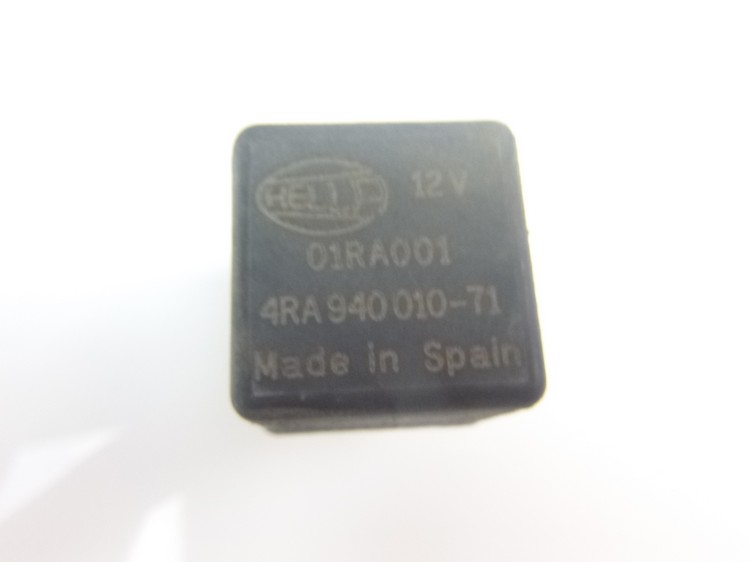 HELLA 12V
01RA001
4RA 940 010-71
Made in Spain